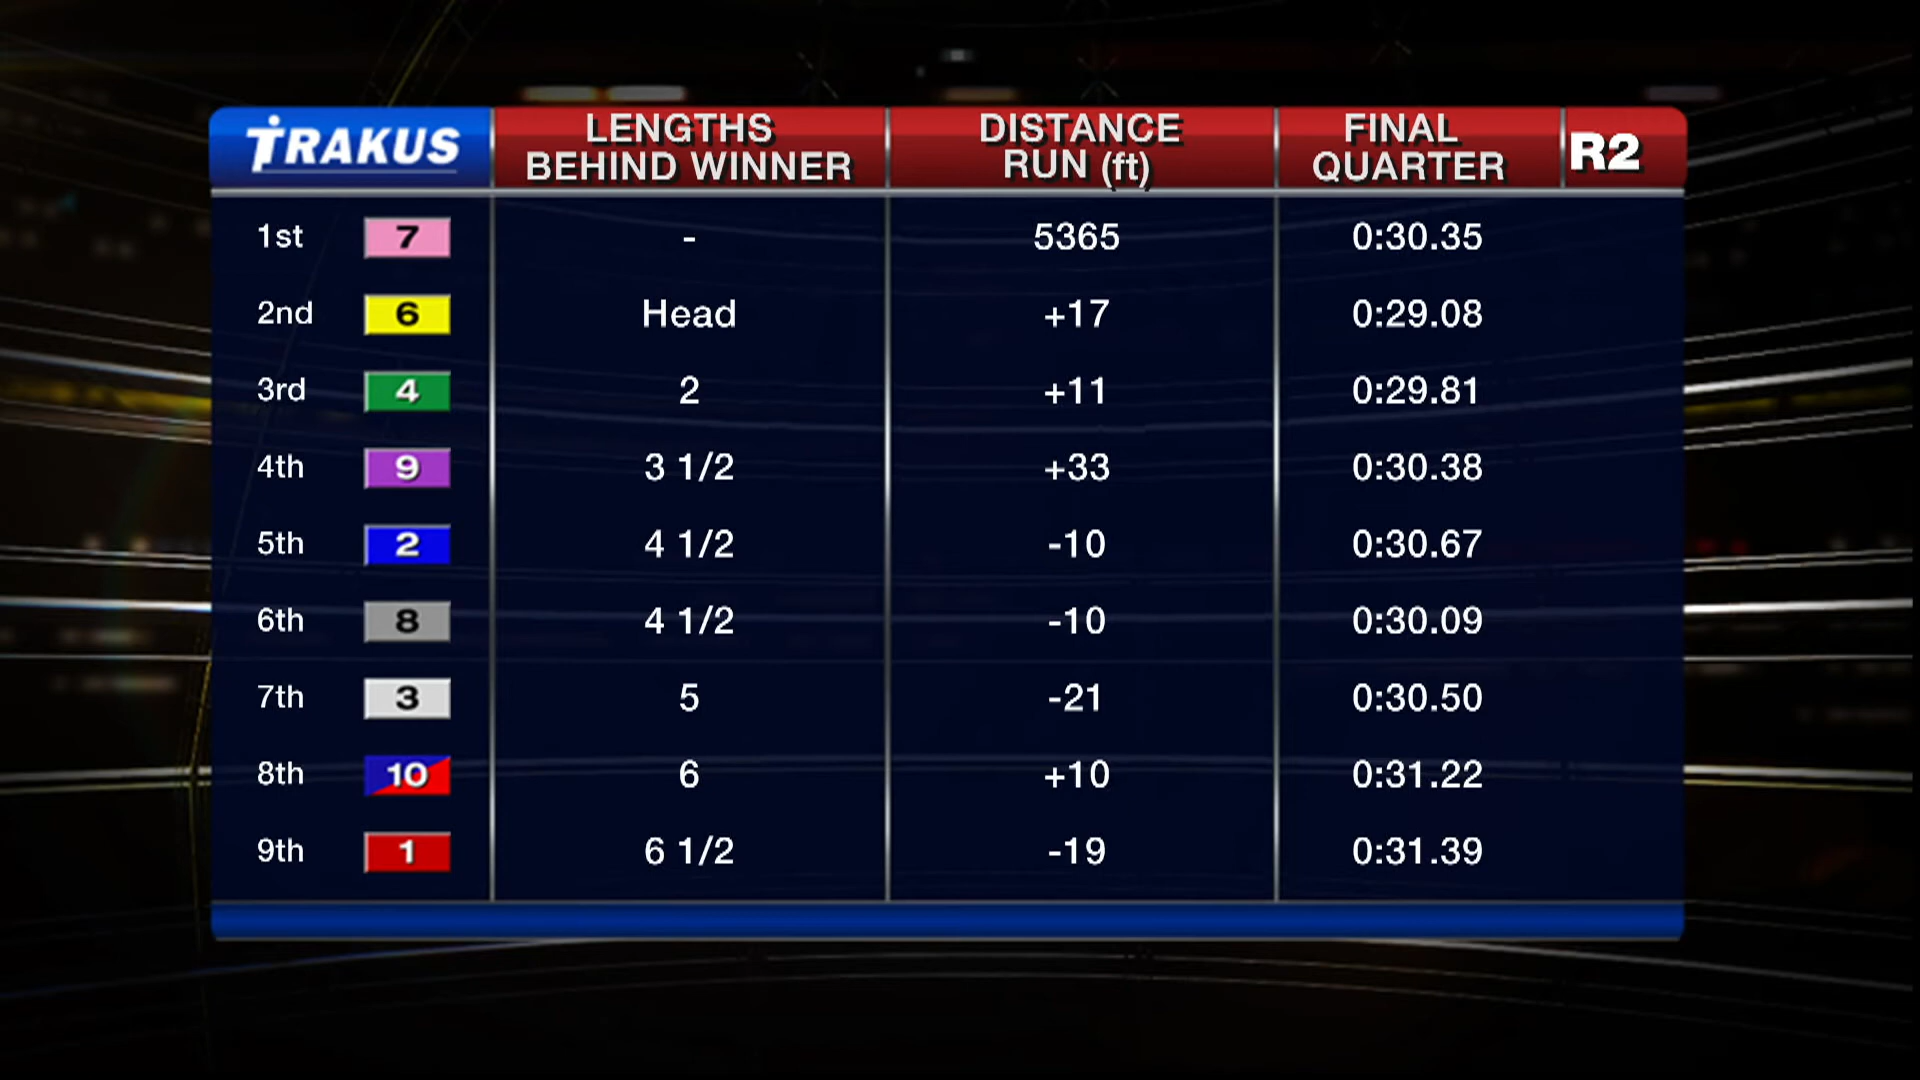 TRAKUS LENGTHS BEHIND WINNER DISTANCE RUN (ft) FINAL QUARTER R2
1st 7 - 5365 0:30.35
2nd 6 Head +17 0:29.08
3rd 4 2 +11 0:29.81
4th 9 3 1/2 +33 0:30.38
5th 2 4 1/2 -10 0:30.67
6th 8 4 1/2 -10 0:30.09
7th 3 5 -21 0:30.50
8th 10 6 +10 0:31.22
9th 1 6 1/2 -19 0:31.39